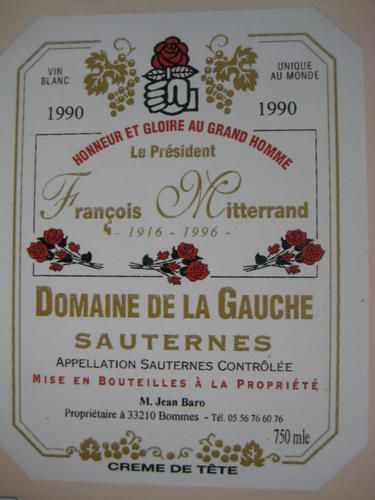 VIN
BLANC
1990
UNIQUE
AU MONDE
1990
HONNEUR ET GLOIRE AU GRAND HOMME
Le Président
François Mitterrand
- 1916 - 1996 -
DOMAINE DE LA GAUCHE
SAUTERNES
APPELLATION SAUTERNES CONTRÔLÉE
MISE EN BOUTEILLES À LA PROPRIÉTÉ
M. Jean Baro
Propriétaire à 33210 Bommes - Tél. 05 56 76 60 76
750 mle
CREME DE TÊTE